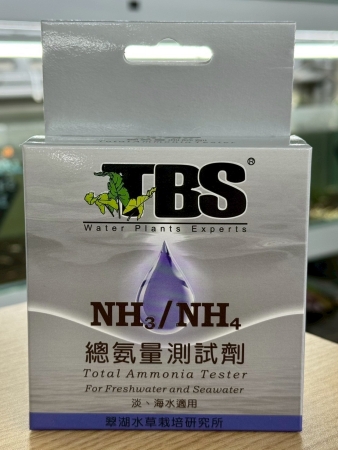 TBS®
Water Plants Experts
NH₃/NH₄
總氨量測試劑
Total Ammonia Tester
For Freshwater and Seawater
淡、海水適用
翠湖水草栽培研究所